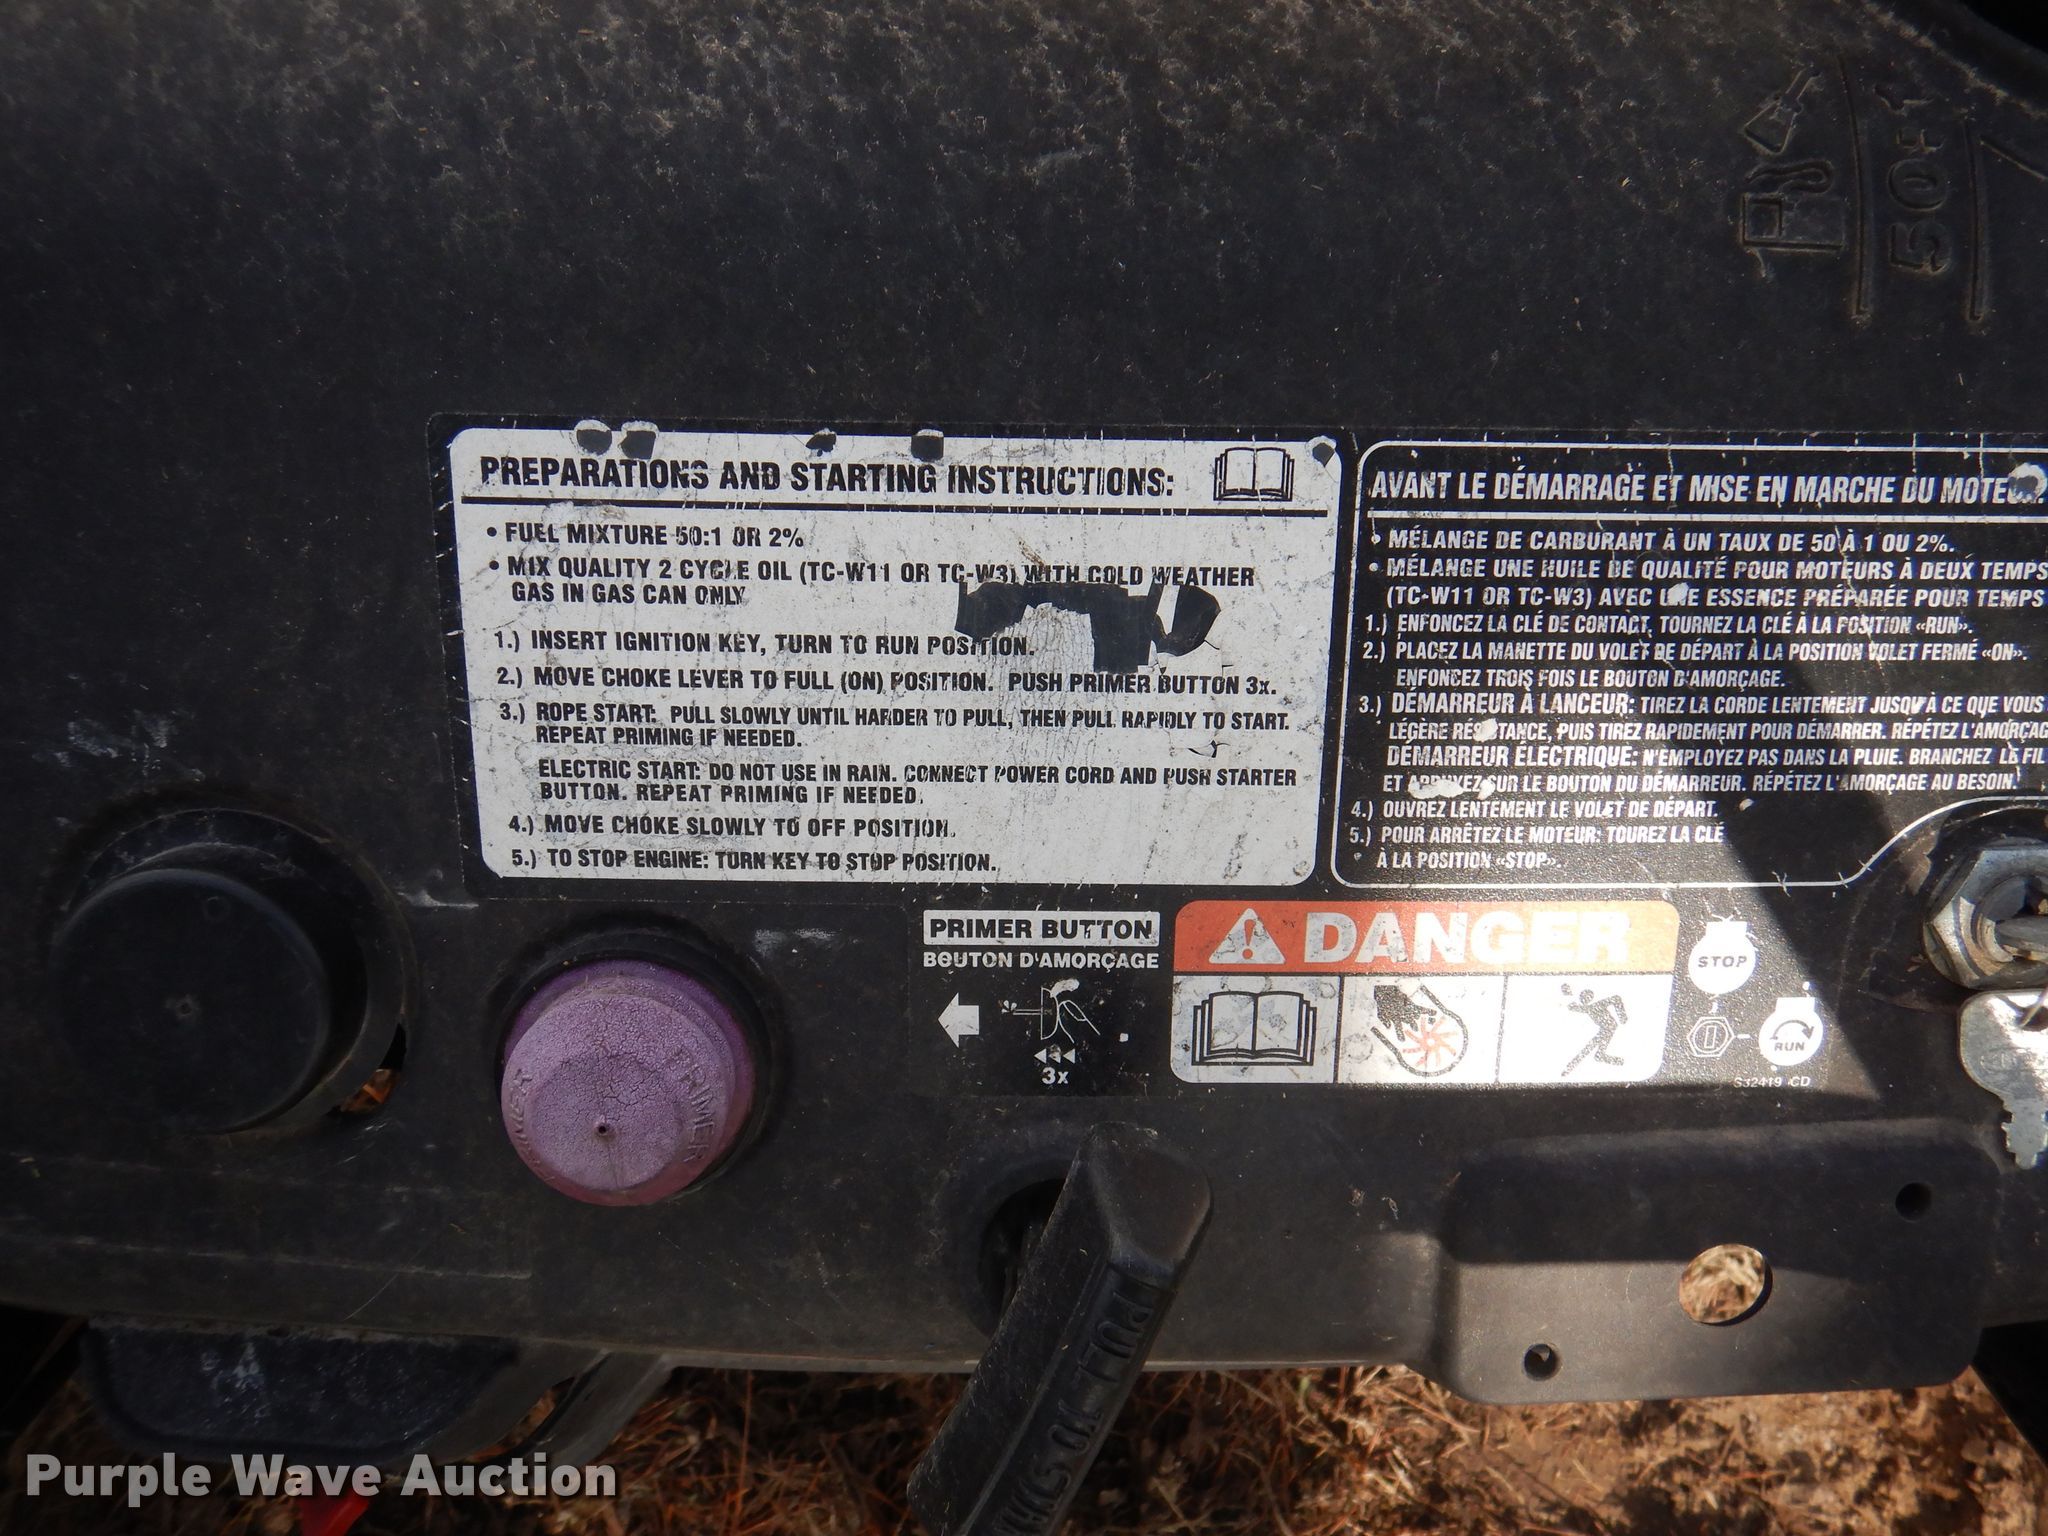 50:1
PREPARATIONS AND STARTING INSTRUCTIONS:
• FUEL MIXTURE 50:1 OR 2%
• MIX QUALITY 2 CYCLE OIL (TC-W11 OR TC-W3) WITH COLD WEATHER
GAS IN GAS CAN ONLY
1.) INSERT IGNITION KEY, TURN TO RUN POSITION.
2.) MOVE CHOKE LEVER TO FULL (ON) POSITION. PUSH PRIMER BUTTON 3x.
3.) ROPE START: PULL SLOWLY UNTIL HARDER TO PULL, THEN PULL RAPIDLY TO START.
REPEAT PRIMING IF NEEDED.
ELECTRIC START: DO NOT USE IN RAIN. CONNECT POWER CORD AND PUSH STARTER
BUTTON. REPEAT PRIMING IF NEEDED.
4.) MOVE CHOKE SLOWLY TO OFF POSITION.
5.) TO STOP ENGINE: TURN KEY TO STOP POSITION.
AVANT LE DÉMARRAGE ET MISE EN MARCHE DU MOTEUR
• MÉLANGE DE CARBURANT À UN TAUX DE 50 À 1 OU 2%.
• MÉLANGE UNE HUILE DE QUALITÉ POUR MOTEURS À DEUX TEMPS
(TC-W11 OR TC-W3) AVEC UNE ESSENCE PRÉPARÉE POUR TEMPS
1.) ENFONCEZ LA CLÉ DE CONTACT, TOURNEZ LA CLÉ À LA POSITION «RUN».
2.) PLACEZ LA MANETTE DU VOLET DE DÉPART À LA POSITION VOLET FERMÉ «ON».
ENFONCEZ TROIS FOIS LE BOUTON D'AMORÇAGE.
3.) DÉMARREUR À LANCEUR: TIREZ LA CORDE LENTEMENT JUSQU'A CE QUE VOUS
LÉGÈRE RÉSISTANCE, PUIS TIREZ RAPIDEMENT POUR DÉMARRER. RÉPÉTEZ L'AMORÇAG
DÉMARREUR ÉLECTRIQUE: N'EMPLOYEZ PAS DANS LA PLUIE. BRANCHEZ LE FIL
ET APPUYEZ SUR LE BOUTON DU DÉMARREUR. RÉPÉTEZ L'AMORÇAGE AU BESOIN.
4.) OUVREZ LENTEMENT LE VOLET DE DÉPART.
5.) POUR ARRÊTEZ LE MOTEUR: TOUREZ LA CLÉ
À LA POSITION «STOP».
PRIMER BUTTON
BOUTON D'AMORÇAGE
3x
DANGER
STOP
RUN
S32419 CD
PRIMER
PRIMER
PULL TO
Purple Wave Auction